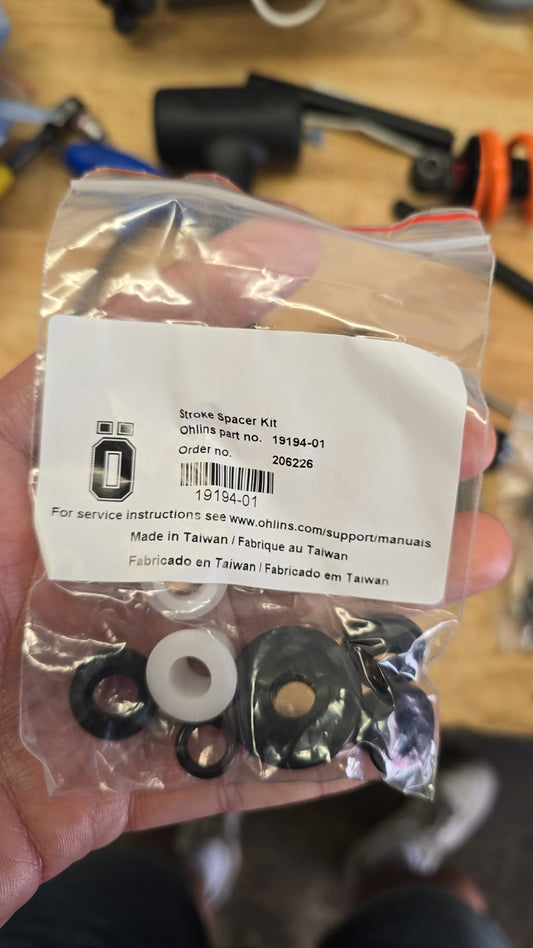 Stroke Spacer Kit
Ohlins part no. 19194-01
Order no. 206226
19194-01
Ö
For service instructions see www.ohlins.com/support/manuals
Made in Taiwan / Fabrique au Taiwan
Fabricado en Taiwan / Fabricado em Taiwan